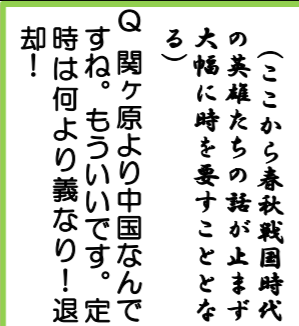 （ここから春秋戦国時代
の英雄たちの話が止まず
大幅に時を要すこととな
る）
Q 関ヶ原より中国なんで
すね。もういいです。定
時は何より義なり！退
却！